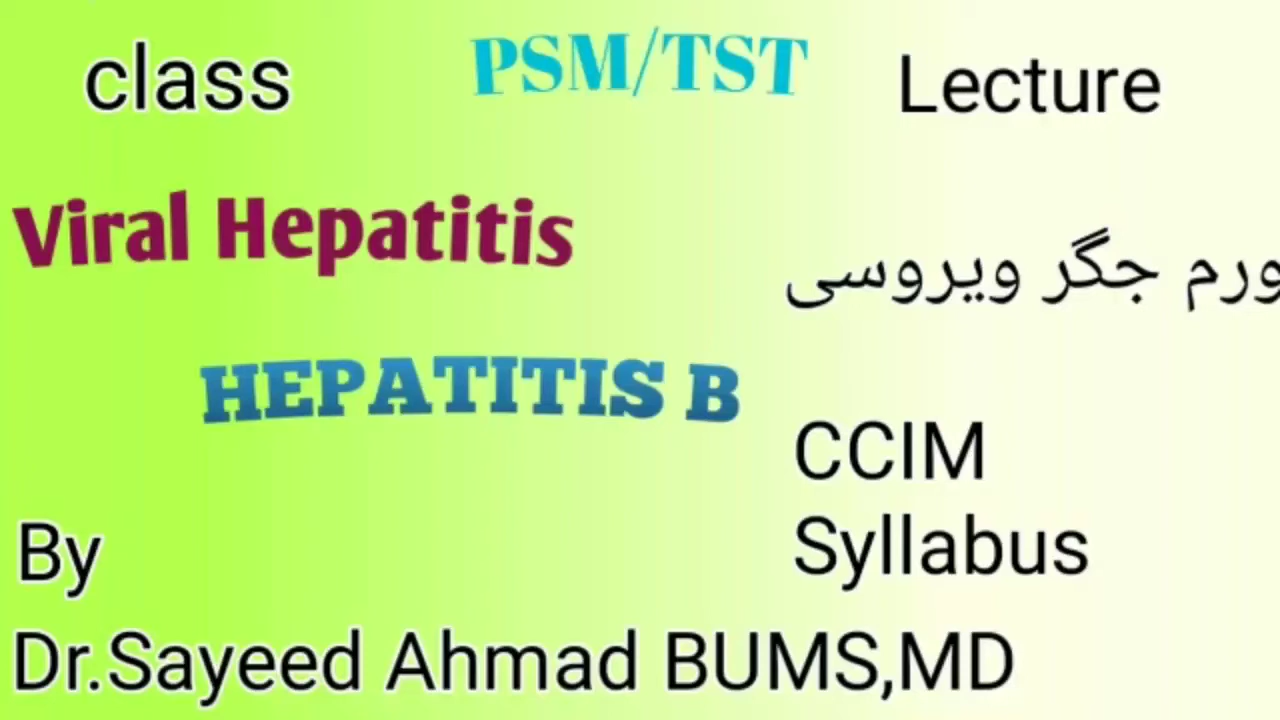 class PSM/TST Lecture
Viral Hepatitis
ورم جگر ویروسی
HEPATITIS B
CCIM
Syllabus
By
Dr.Sayeed Ahmad BUMS,MD